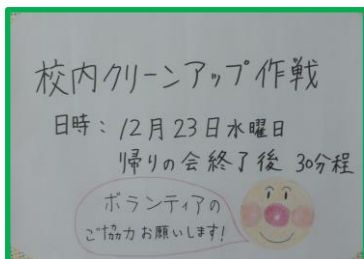 校内クリーンアップ作戦
日時：12月23日水曜日
帰りの会終了後 30分程
ボランティアの
ご協力お願いします！